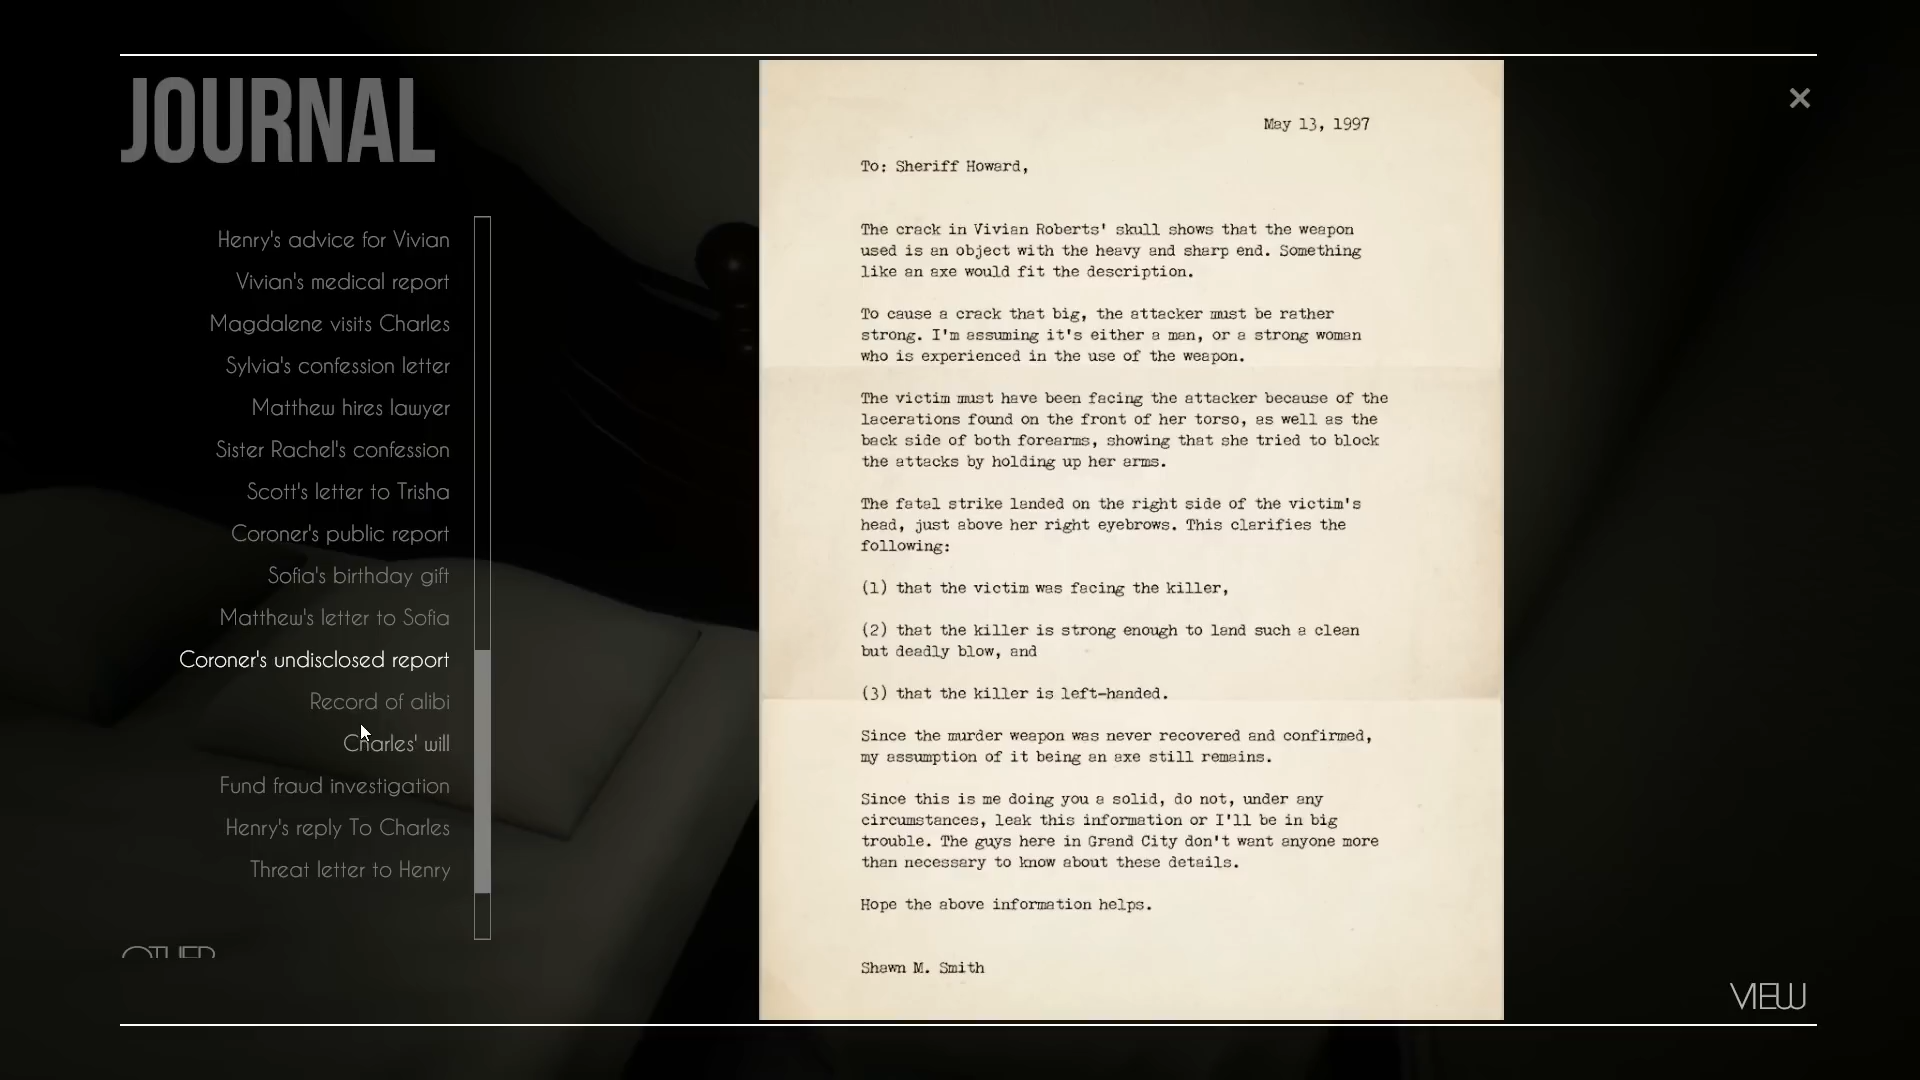 JOURNAL
Henry's advice for Vivian
Vivian's medical report
Magdalene visits Charles
Sylvia's confession letter
Matthew hires lawyer
Sister Rachel's confession
Scott's letter to Trisha
Coroner's public report
Sofia's birthday gift
Matthew's letter to Sofia
Coroner's undisclosed report
Record of alibi
Charles' will
Fund fraud investigation
Henry's reply To Charles
Threat letter to Henry
OTHER
May 13, 1997
To: Sheriff Howard,
The crack in Vivian Roberts' skull shows that the weapon
used is an object with the heavy and sharp end. Something
like an axe would fit the description.
To cause a crack that big, the attacker must be rather
strong. I'm assuming it's either a man, or a strong woman
who is experienced in the use of the weapon.
The victim must have been facing the attacker because of the
lacerations found on the front of her torso, as well as the
back side of both forearms, showing that she tried to block
the attacks by holding up her arms.
The fatal strike landed on the right side of the victim's
head, just above her right eyebrows. This clarifies the
following:
(1) that the victim was facing the killer,
(2) that the killer is strong enough to land such a clean
but deadly blow, and
(3) that the killer is left-handed.
Since the murder weapon was never recovered and confirmed,
my assumption of it being an axe still remains.
Since this is me doing you a solid, do not, under any
circumstances, leak this information or I'll be in big
trouble. The guys here in Grand City don't want anyone more
than necessary to know about these details.
Hope the above information helps.
Shawn M. Smith
VIEW